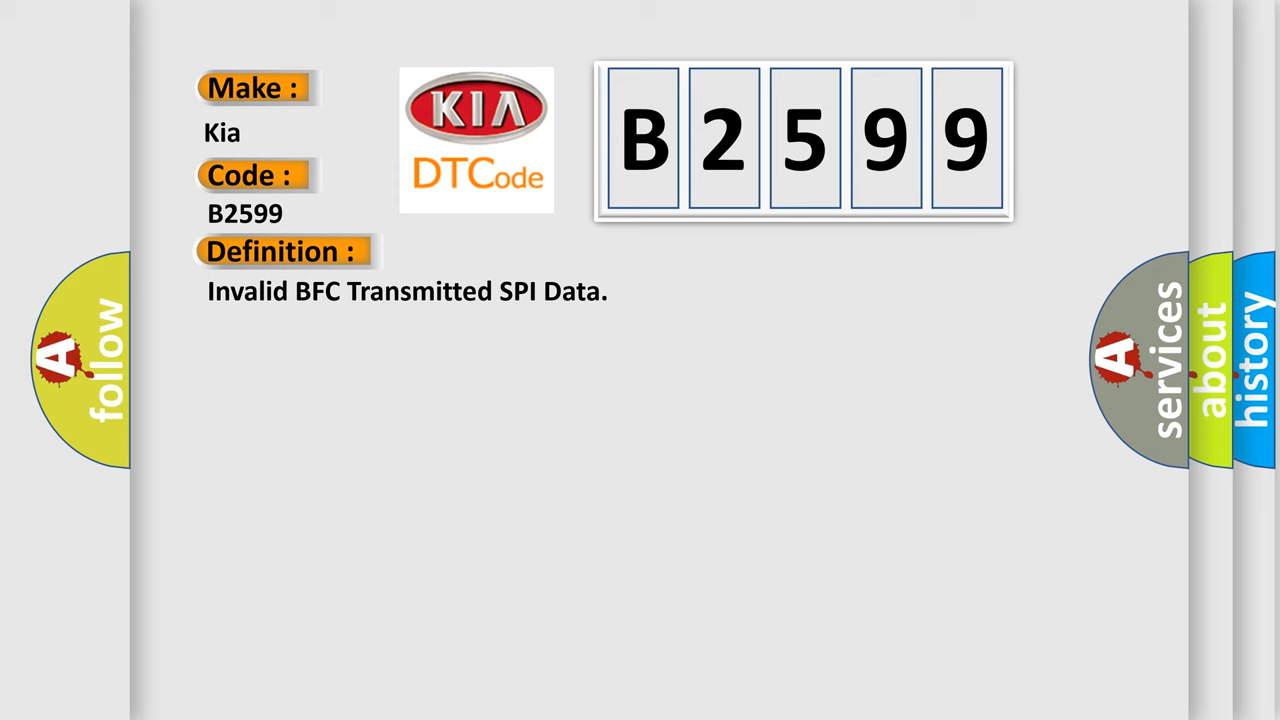 Make :
Kia
Code :
B2599
Definition :
Invalid BFC Transmitted SPI Data.
KIA
DTCode
B 2 5 9 9
A follow
A services
about
history